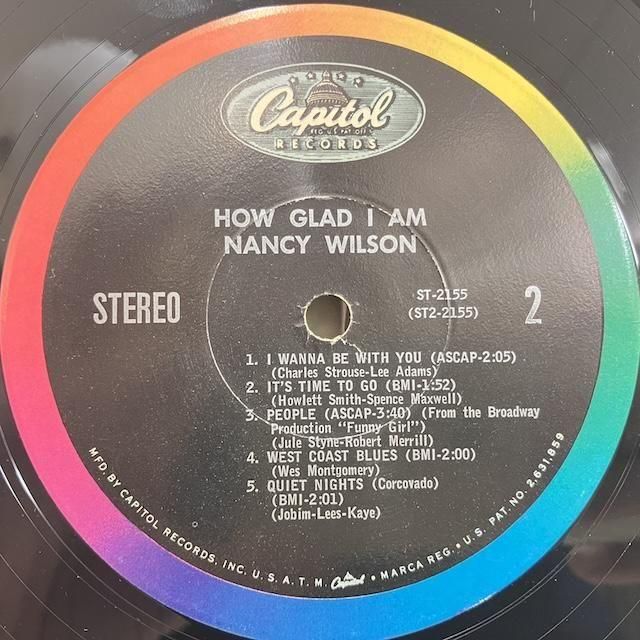 Capitol
REG. U.S. PAT. OFF.
RECORDS
HOW GLAD I AM
NANCY WILSON
STEREO
ST-2155
(ST2-2155)
2
1. I WANNA BE WITH YOU (ASCAP-2:05)
(Charles Strouse-Lee Adams)
2. IT'S TIME TO GO (BMI-1:52)
(Howlett Smith-Spence Maxwell)
3. PEOPLE (ASCAP-3:40) (From the Broadway
Production "Funny Girl")
(Jule Styne-Robert Merrill)
4. WEST COAST BLUES (BMI-2:00)
(Wes Montgomery)
5. QUIET NIGHTS (Corcovado)
(BMI-2:01)
(Jobim-Lees-Kaye)
MFD. BY CAPITOL RECORDS, INC. U.S.A. T.M. Capitol • MARCA REG. • U.S. PAT. NO. 2,631,859